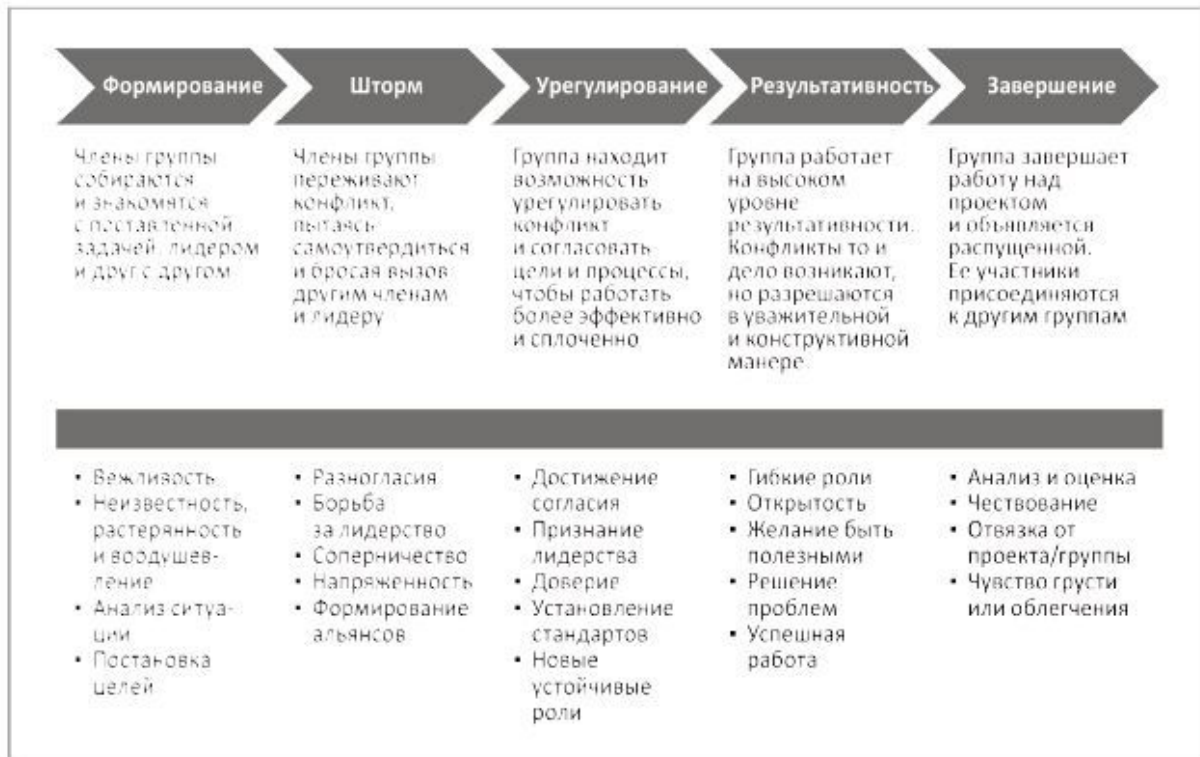 Формирование
Шторм
Урегулирование
Результативность
Завершение
Члены группы
собираются
и знакомятся
с поставленной
задачей, лидером
и друг с другом
Члены группы
переживают
конфликт,
пытаясь
самоутвердиться
и бросая вызов
другим членам
и лидеру
Группа находит
возможность
урегулировать
конфликт
и согласовать
цели и процессы,
чтобы работать
более эффективно
и сплоченно
Группа работает
на высоком
уровне
результативности.
Конфликты то и
дело возникают,
но разрешаются
в уважительной
и конструктивной
манере.
Группа завершает
работу над
проектом
и объявляется
распущенной.
Ее участники
присоединяются
к другим группам
▪ Вежливость
▪ Неизвестность,
растерянность
и воодушев-
ление
▪ Анализ ситуа-
ции
▪ Постановка
целей
▪ Разногласия
▪ Борьба
за лидерство
▪ Соперничество
▪ Напряженность
▪ Формирование
альянсов
▪ Достижение
согласия
▪ Признание
лидерства
▪ Доверие
▪ Установление
стандартов
▪ Новые
устойчивые
роли
▪ Гибкие роли
▪ Открытость
▪ Желание быть
полезными
▪ Решение
проблем
▪ Успешная
работа
▪ Анализ и оценка
▪ Чествование
▪ Отвязка от
проекта/группы
▪ Чувство грусти
или облегчения